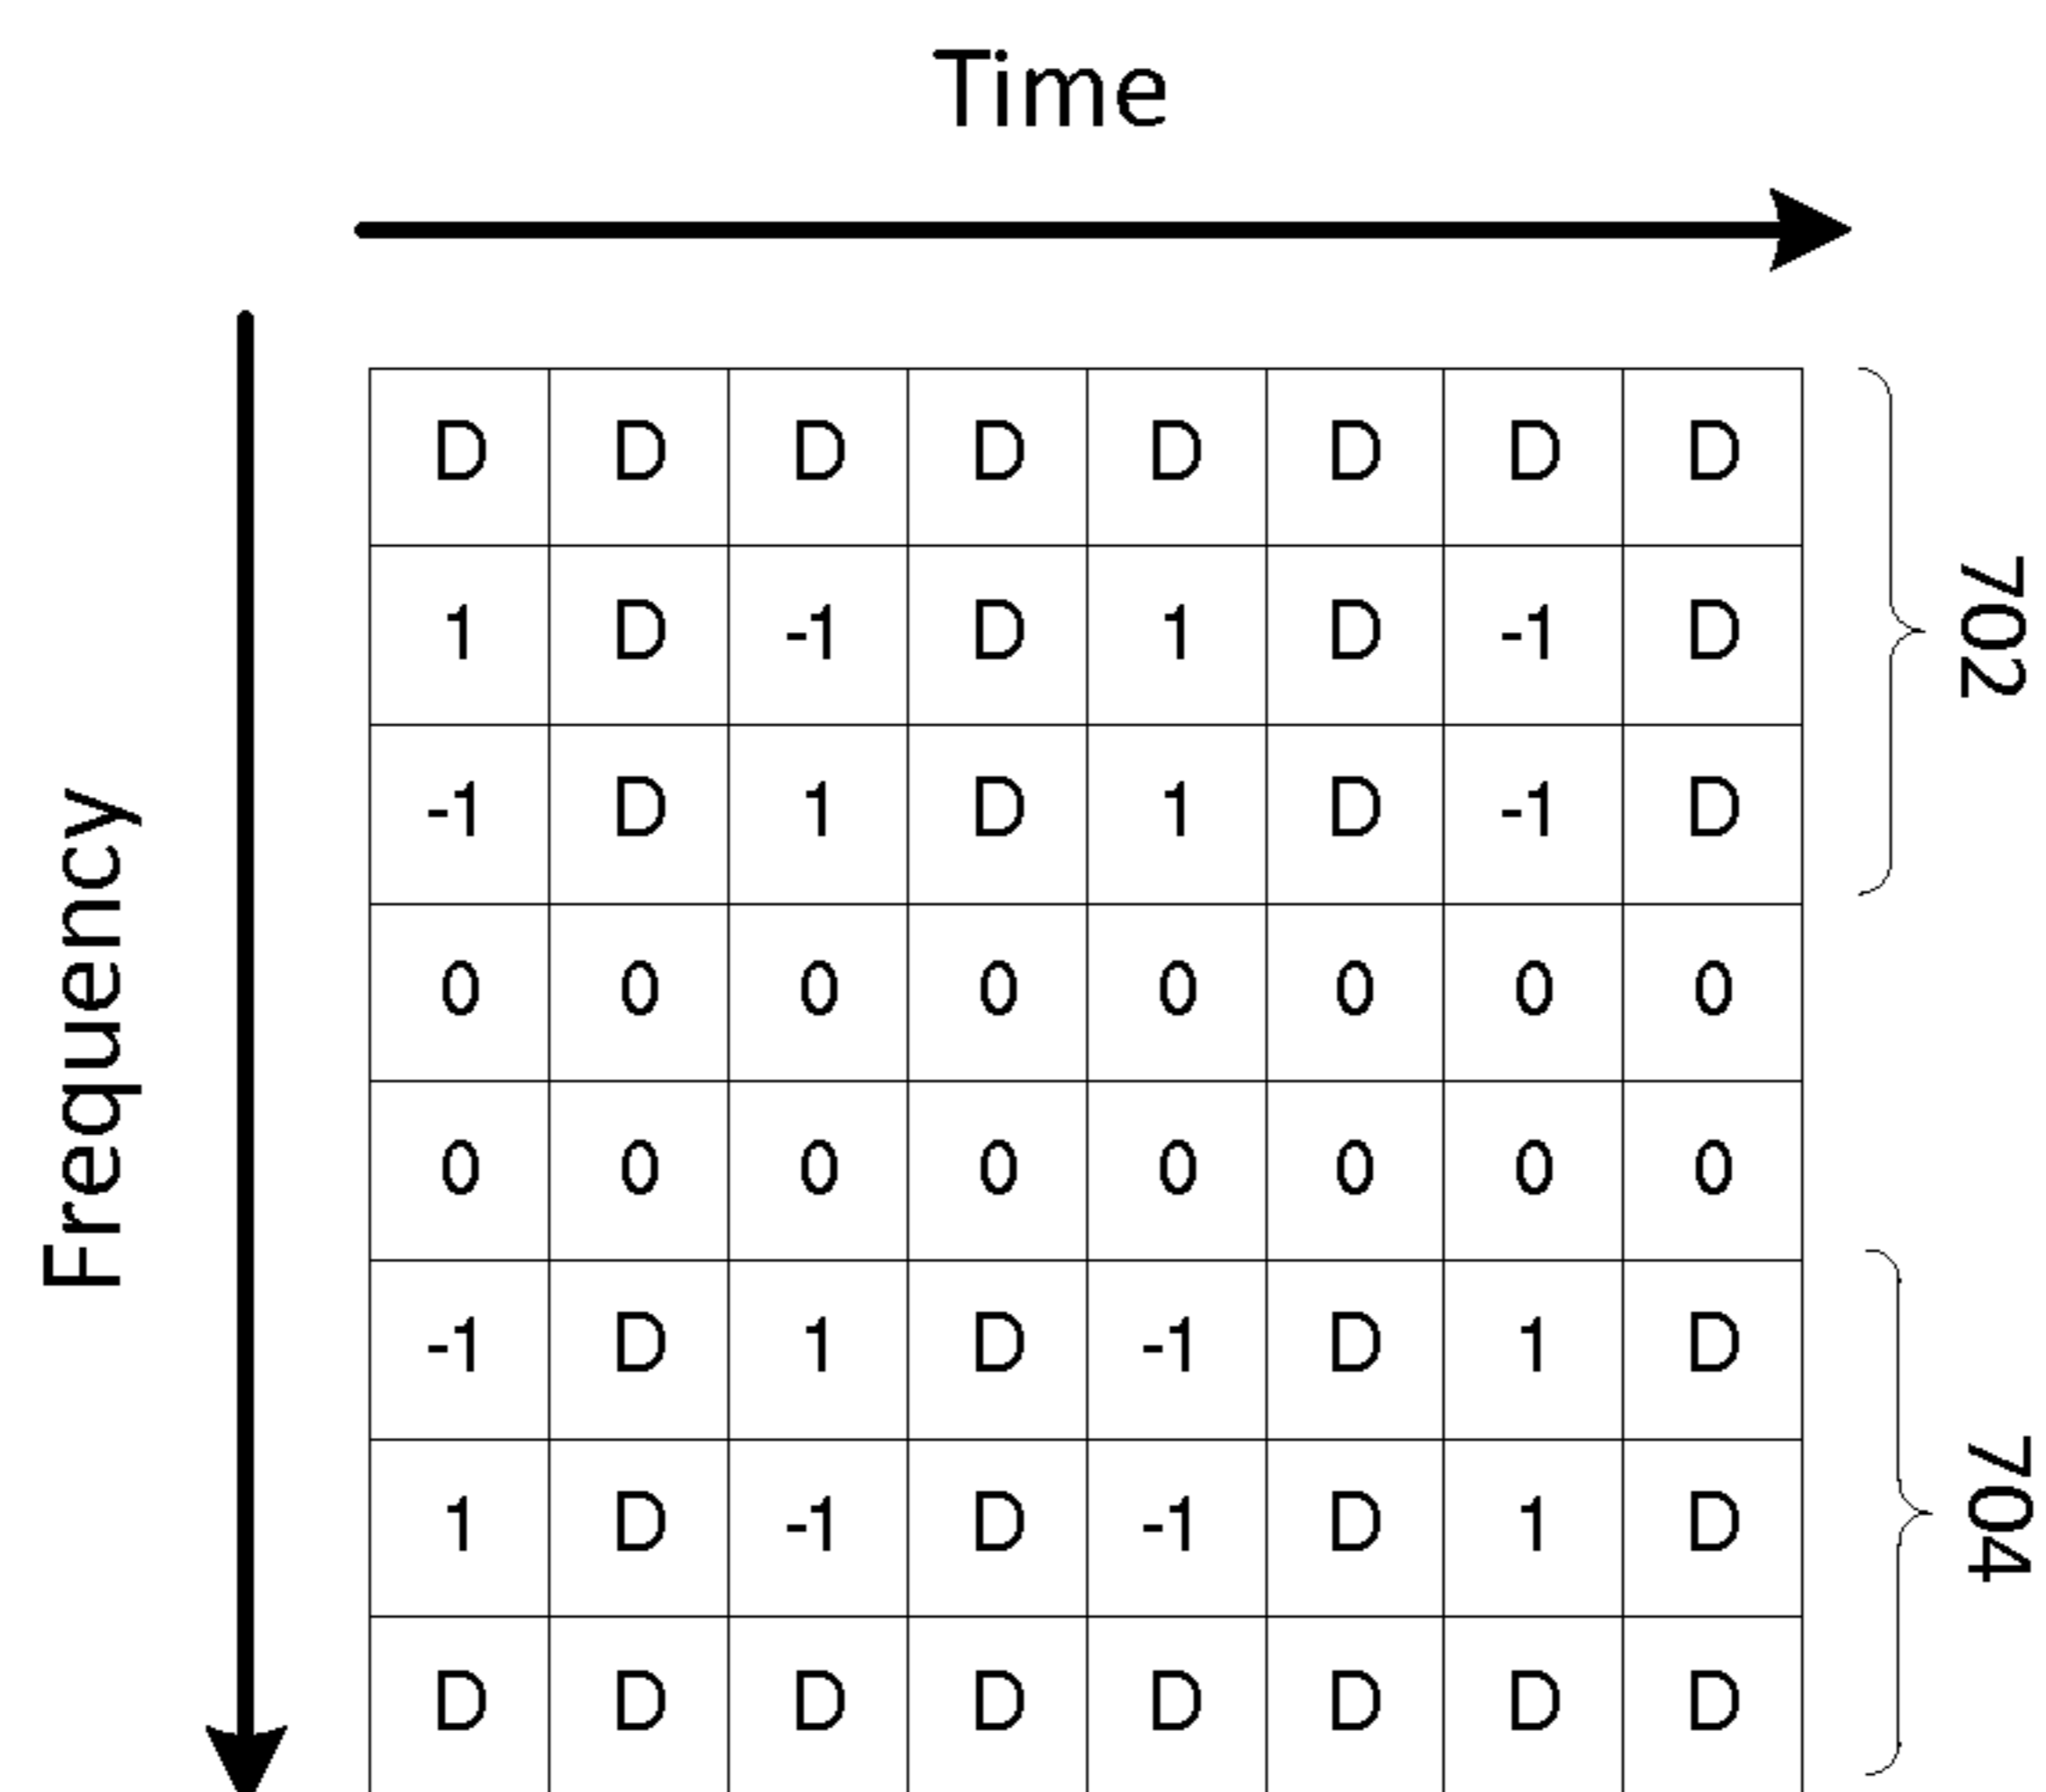 Time
Frequency
D D D D D D D D
1 D -1 D 1 D -1 D
-1 D 1 D 1 D -1 D
702
0 0 0 0 0 0 0 0
0 0 0 0 0 0 0 0
-1 D 1 D -1 D 1 D
1 D -1 D -1 D 1 D
704
D D D D D D D D